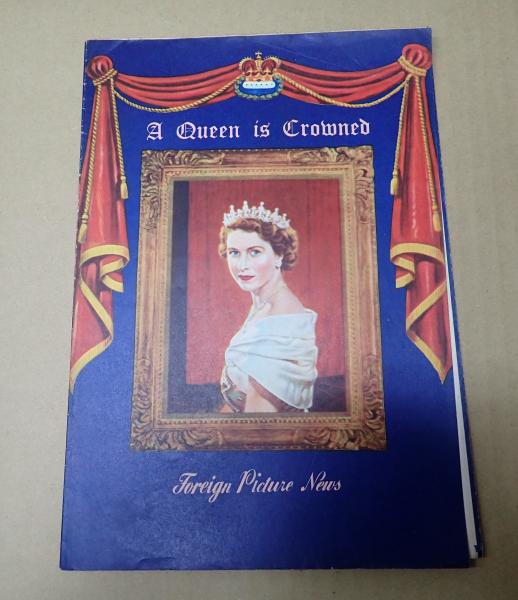 A Queen is Crowned
Foreign Picture News